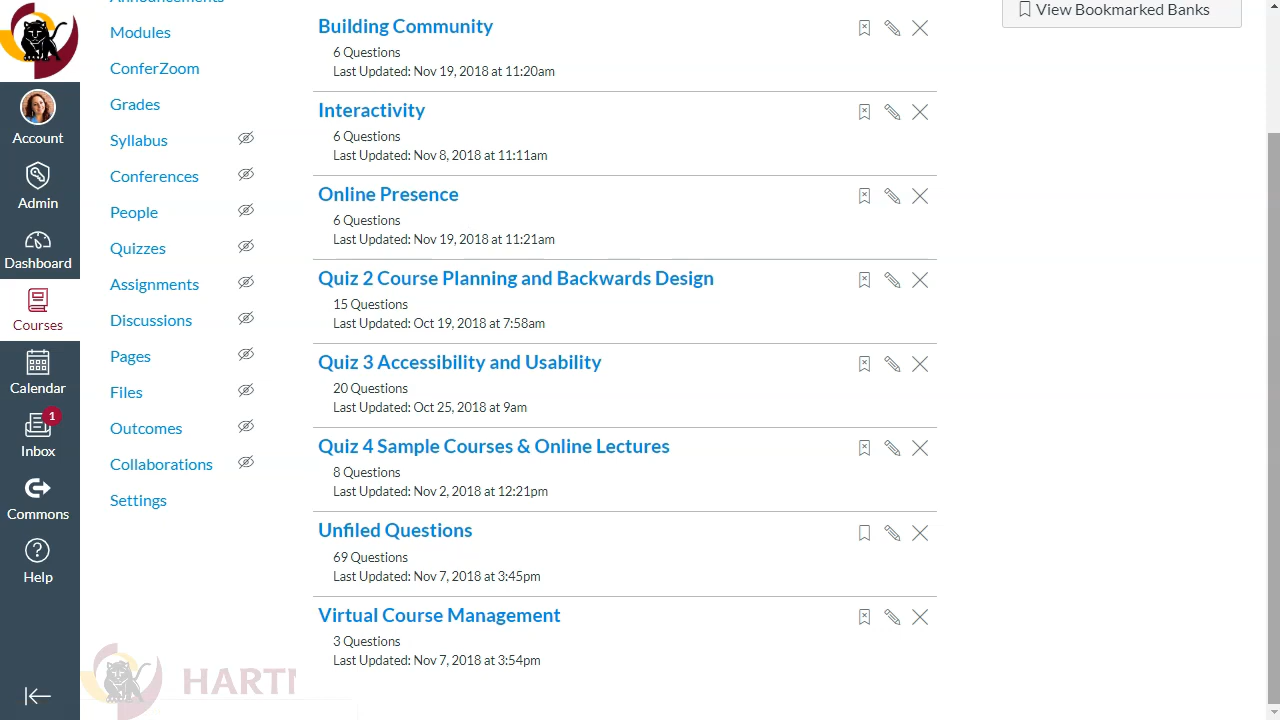 Announcements
Modules
ConferZoom
Grades
Syllabus
Conferences
People
Quizzes
Assignments
Discussions
Pages
Files
Outcomes
Collaborations
Settings
Account
Admin
Dashboard
Courses
Calendar
1
Inbox
Commons
Help
Building Community
6 Questions
Last Updated: Nov 19, 2018 at 11:20am
Interactivity
6 Questions
Last Updated: Nov 8, 2018 at 11:11am
Online Presence
6 Questions
Last Updated: Nov 19, 2018 at 11:21am
Quiz 2 Course Planning and Backwards Design
15 Questions
Last Updated: Oct 19, 2018 at 7:58am
Quiz 3 Accessibility and Usability
20 Questions
Last Updated: Oct 25, 2018 at 9am
Quiz 4 Sample Courses & Online Lectures
8 Questions
Last Updated: Nov 2, 2018 at 12:21pm
Unfiled Questions
69 Questions
Last Updated: Nov 7, 2018 at 3:45pm
Virtual Course Management
3 Questions
Last Updated: Nov 7, 2018 at 3:54pm
View Bookmarked Banks